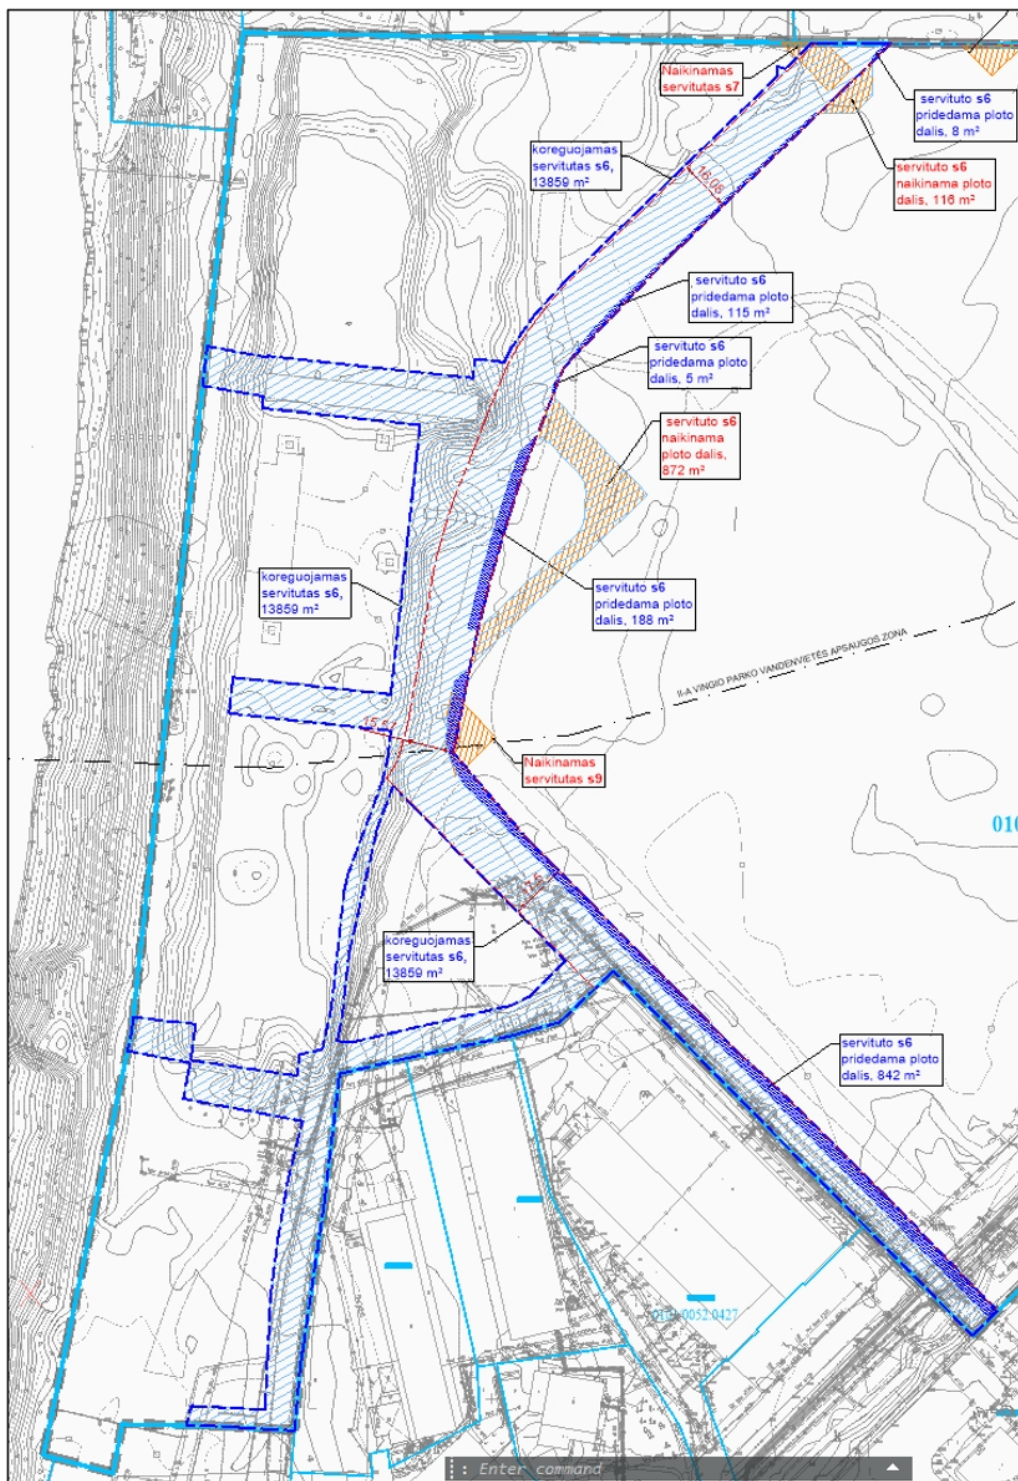 Naikinamas
servitutas s7
servituto s6
pridedama ploto
dalis, 8 m²
koreguojamas
servitutas s6,
13859 m²
servituto s6
naikinama ploto
dalis, 116 m²
16.08
servituto s6
pridedama ploto
dalis, 115 m²
servituto s6
pridedama ploto
dalis, 5 m²
servituto s6
naikinama
ploto dalis,
872 m²
koreguojamas
servitutas s6,
13859 m²
servituto s6
pridedama ploto
dalis, 188 m²
II-A VINGIO PARKO VANDENVIETĖS APSAUGOS ZONA
Naikinamas
servitutas s9
010
17.5
koreguojamas
servitutas s6,
13859 m²
servituto s6
pridedama ploto
dalis, 842 m²
: Enter command